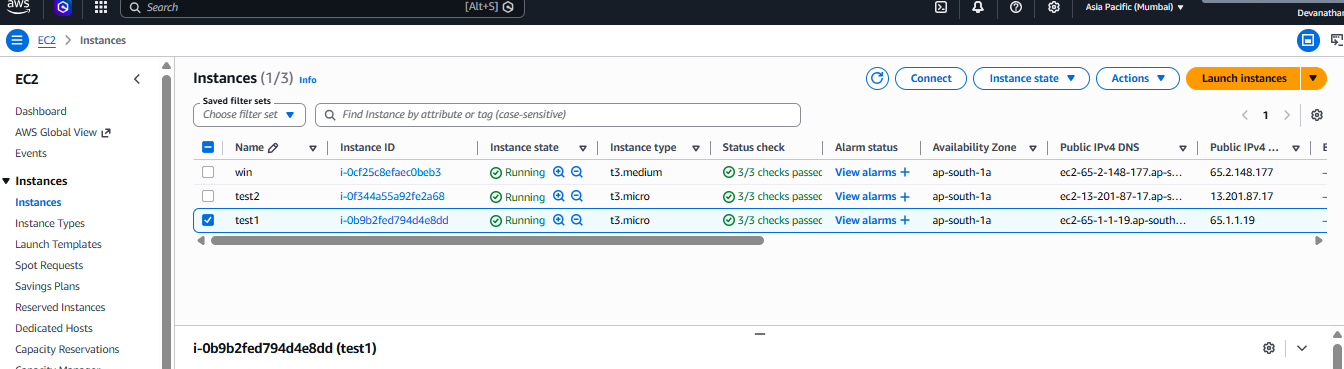 aws Search [Alt+S] Asia Pacific (Mumbai) Devanathan
EC2 > Instances
EC2
Dashboard
AWS Global View
Events
Instances
Instances
Instance Types
Launch Templates
Spot Requests
Savings Plans
Reserved Instances
Dedicated Hosts
Capacity Reservations
Capacity Manager
Instances (1/3) Info Connect Instance state Actions Launch instances
Saved filter sets
Choose filter set Find Instance by attribute or tag (case-sensitive) 1
Name Instance ID Instance state Instance type Status check Alarm status Availability Zone Public IPv4 DNS Public IPv4 ... E
win i-0cf25c8efaec0beb3 Running t3.medium 3/3 checks passed View alarms + ap-south-1a ec2-65-2-148-177.ap-s... 65.2.148.177 –
test2 i-0f344a55a92fe2a68 Running t3.micro 3/3 checks passed View alarms + ap-south-1a ec2-13-201-87-17.ap-s... 13.201.87.17 –
test1 i-0b9b2fed794d4e8dd Running t3.micro 3/3 checks passed View alarms + ap-south-1a ec2-65-1-1-19.ap-south... 65.1.1.19 –
i-0b9b2fed794d4e8dd (test1)